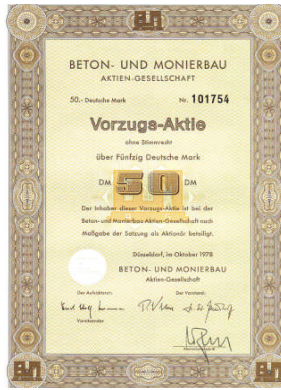 BETON- UND MONIERBAU
AKTIEN-GESELLSCHAFT
50.- Deutsche Mark Nr. 101754
Vorzugs-Aktie
ohne Stimmrecht
über Fünfzig Deutsche Mark
DM 50 DM
Der Inhaber dieser Vorzugs-Aktie ist bei der
Beton- und Monierbau Aktien-Gesellschaft nach
Maßgabe der Satzung als Aktionär beteiligt.
Düsseldorf, im Oktober 1978
BETON- UND MONIERBAU
Aktien-Gesellschaft
Der Aufsichtsrat: Der Vorstand:
Vorsitzender